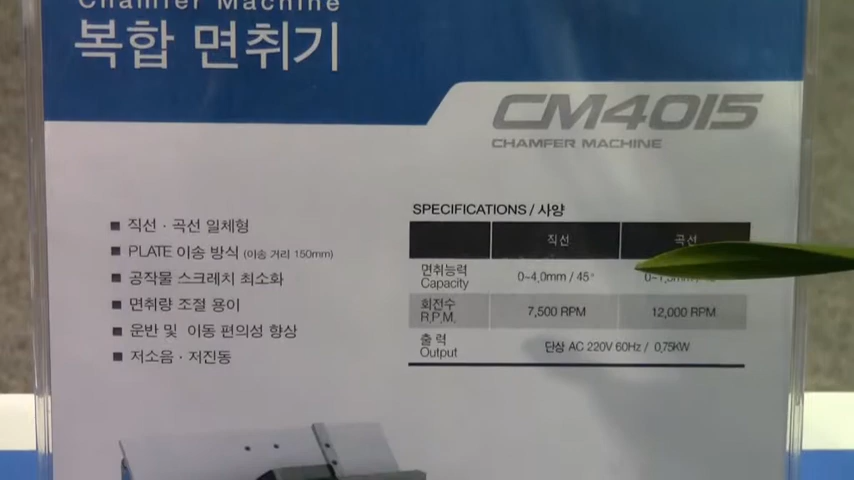 Chamfer Machine
복합 면취기
CM4015
CHAMFER MACHINE
■ 직선 · 곡선 일체형
■ PLATE 이송 방식 (이송 거리 150mm)
■ 공작물 스크레치 최소화
■ 면취량 조절 용이
■ 운반 및 이동 편의성 향상
■ 저소음 · 저진동
SPECIFICATIONS / 사양
직선 곡선
면취능력 Capacity 0~4,0mm / 45°
회전수 R.P.M. 7,500 RPM 12,000 RPM
출 력 Output 단상 AC 220V 60Hz / 0,75KW